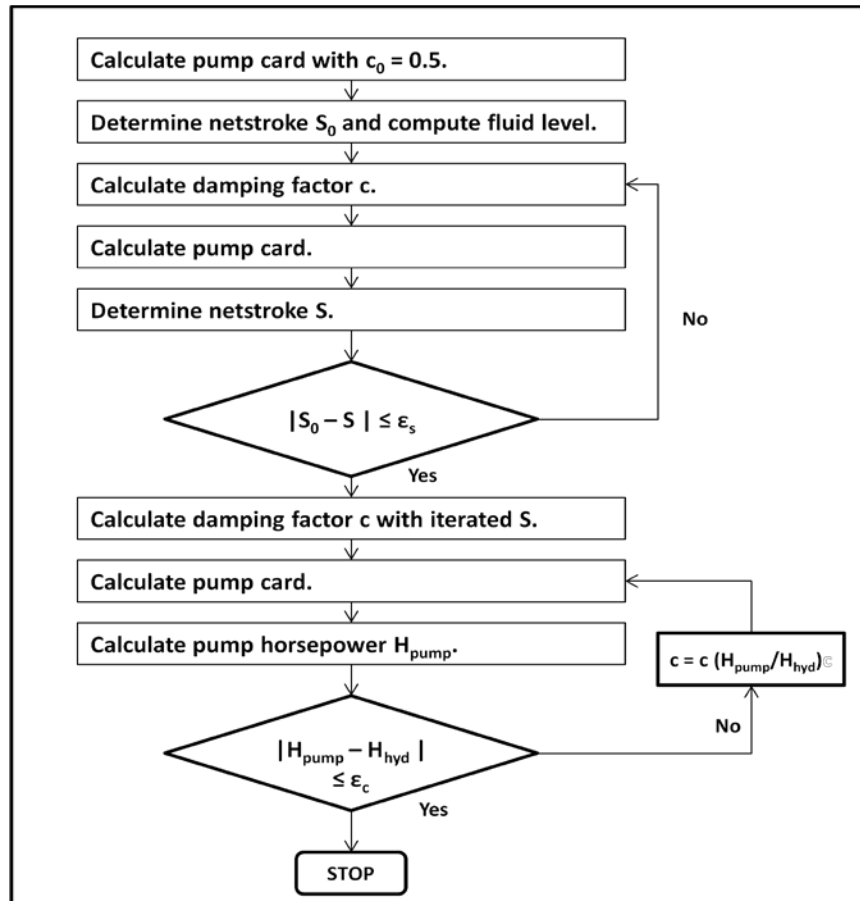 Calculate pump card with c₀ = 0.5.
Determine netstroke S₀ and compute fluid level.
Calculate damping factor c.
Calculate pump card.
Determine netstroke S.
No
|S₀ – S | ≤ εₛ
Yes
Calculate damping factor c with iterated S.
Calculate pump card.
Calculate pump horsepower H_pump.
c = c (H_pump/H_hyd)c
No
|H_pump – H_hyd |
≤ ε_c
Yes
STOP